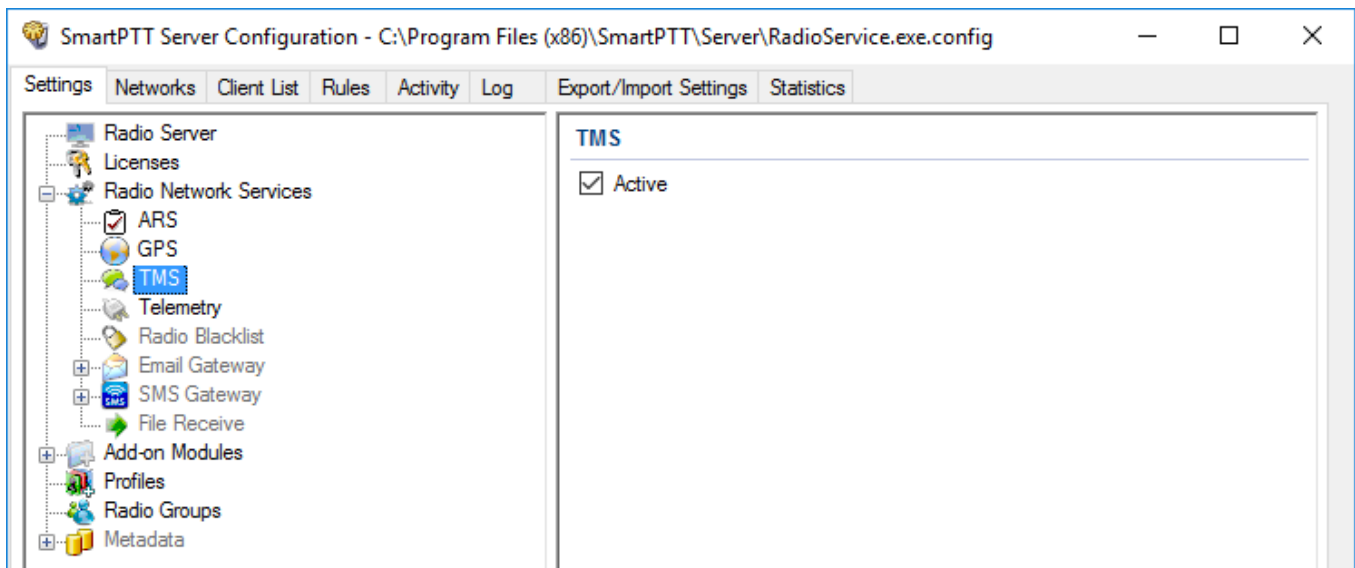 SmartPTT Server Configuration - C:\Program Files (x86)\SmartPTT\Server\RadioService.exe.config
Settings Networks Client List Rules Activity Log Export/Import Settings Statistics
Radio Server
Licenses
Radio Network Services
ARS
GPS
TMS
Telemetry
Radio Blacklist
Email Gateway
SMS
SMS Gateway
File Receive
Add-on Modules
Profiles
Radio Groups
Metadata
TMS
Active